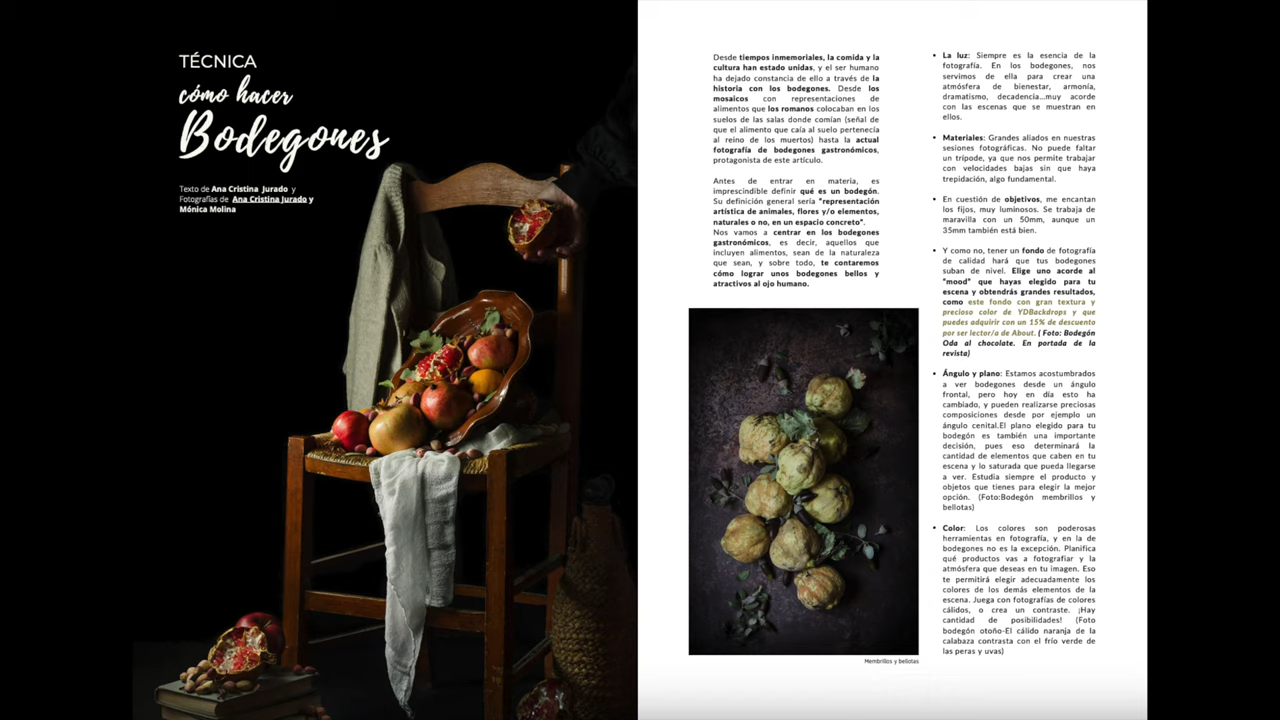 TÉCNICA
cómo hacer
Bodegones
Texto de Ana Cristina Jurado y
Fotografías de Ana Cristina Jurado y
Mónica Molina
Desde tiempos inmemoriales, la comida y la
cultura han estado unidas, y el ser humano
ha dejado constancia de ello a través de la
historia con los bodegones. Desde los
mosaicos con representaciones de
alimentos que los romanos colocaban en los
suelos de las salas donde comían (señal de
que el alimento que caía al suelo pertenecía
al reino de los muertos) hasta la actual
fotografía de bodegones gastronómicos,
protagonista de este artículo.
Antes de entrar en materia, es
imprescindible definir qué es un bodegón.
Su definición general sería "representación
artística de animales, flores y/o elementos,
naturales o no, en un espacio concreto".
Nos vamos a centrar en los bodegones
gastronómicos, es decir, aquellos que
incluyen alimentos, sean de la naturaleza
que sean, y sobre todo, te contaremos
cómo lograr unos bodegones bellos y
atractivos al ojo humano.
Membrillos y bellotas
• La luz: Siempre es la esencia de la
fotografía. En los bodegones, nos
servimos de ella para crear una
atmósfera de bienestar, armonía,
dramatismo, decadencia...muy acorde
con las escenas que se muestran en
ellos.
• Materiales: Grandes aliados en nuestras
sesiones fotográficas. No puede faltar
un trípode, ya que nos permite trabajar
con velocidades bajas sin que haya
trepidación, algo fundamental.
• En cuestión de objetivos, me encantan
los fijos, muy luminosos. Se trabaja de
maravilla con un 50mm, aunque un
35mm también está bien.
• Y como no, tener un fondo de fotografía
de calidad hará que tus bodegones
suban de nivel. Elige uno acorde al
"mood" que hayas elegido para tu
escena y obtendrás grandes resultados,
como este fondo con gran textura y
precioso color de YDBackdrops y que
puedes adquirir con un 15% de descuento
por ser lector/a de About. ( Foto: Bodegón
Oda al chocolate. En portada de la
revista)
• Ángulo y plano: Estamos acostumbrados
a ver bodegones desde un ángulo
frontal, pero hoy en día esto ha
cambiado, y pueden realizarse preciosas
composiciones desde por ejemplo un
ángulo cenital.El plano elegido para tu
bodegón es también una importante
decisión, pues eso determinará la
cantidad de elementos que caben en tu
escena y lo saturada que pueda llegarse
a ver. Estudia siempre el producto y
objetos que tienes para elegir la mejor
opción. (Foto:Bodegón membrillos y
bellotas)
• Color: Los colores son poderosas
herramientas en fotografía, y en la de
bodegones no es la excepción. Planifica
qué productos vas a fotografiar y la
atmósfera que deseas en tu imagen. Eso
te permitirá elegir adecuadamente los
colores de los demás elementos de la
escena. Juega con fotografías de colores
cálidos, o crea un contraste. ¡Hay
cantidad de posibilidades! (Foto
bodegón otoño-El cálido naranja de la
calabaza contrasta con el frío verde de
las peras y uvas)